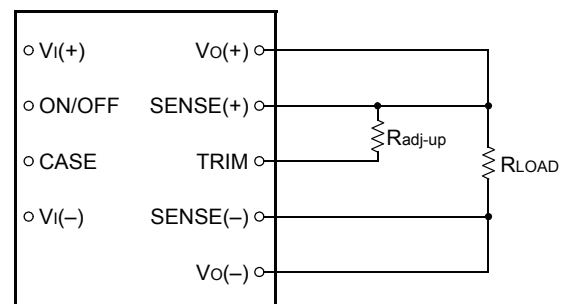 VI(+) VO(+)
ON/OFF SENSE(+)
Radj-up
CASE TRIM
RLOAD
VI(–) SENSE(–)
VO(–)